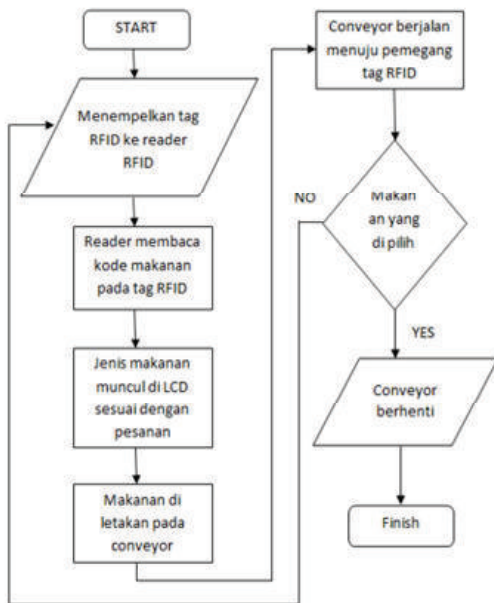 START
Menempelkan tag
RFID ke reader
RFID
Reader membaca
kode makanan
pada tag RFID
Jenis makanan
muncul di LCD
sesuai dengan
pesanan
Makanan di
letakan pada
conveyor
Conveyor berjalan
menuju pemegang
tag RFID
Makan
an yang
di pilih
NO
YES
Conveyor
berhenti
Finish